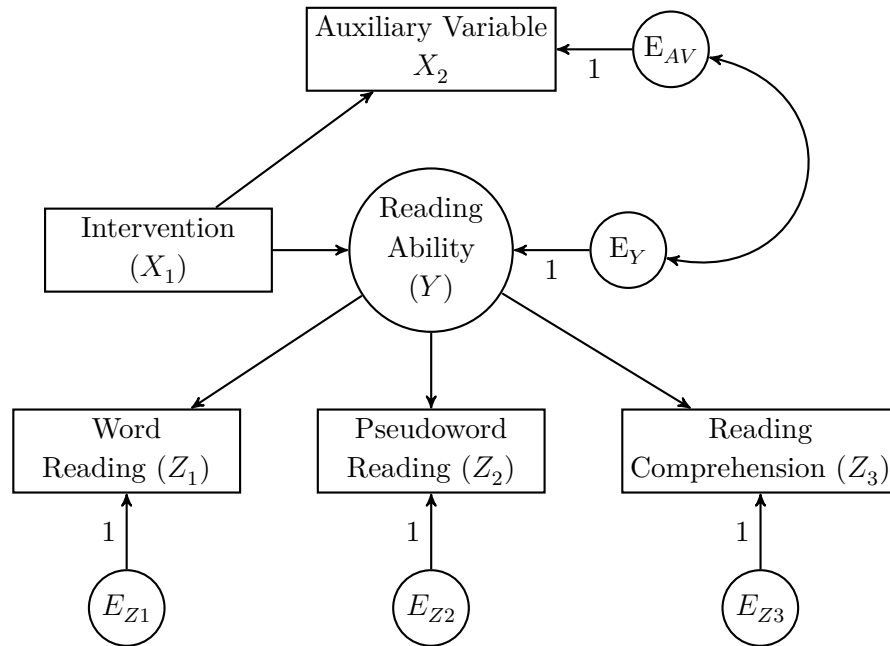 Auxiliary Variable
X₂
E_AV
1
Intervention
(X₁)
Reading
Ability
(Y)
E_Y
1
Word
Reading (Z₁)
Pseudoword
Reading (Z₂)
Reading
Comprehension (Z₃)
1
1
1
E_Z1
E_Z2
E_Z3